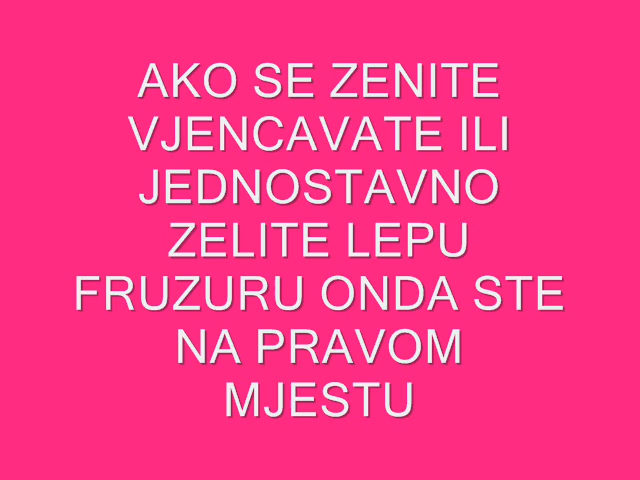 AKO SE ZENITE
VJENCAVATE ILI
JEDNOSTAVNO
ZELITE LEPU
FRUZURU ONDA STE
NA PRAVOM
MJESTU